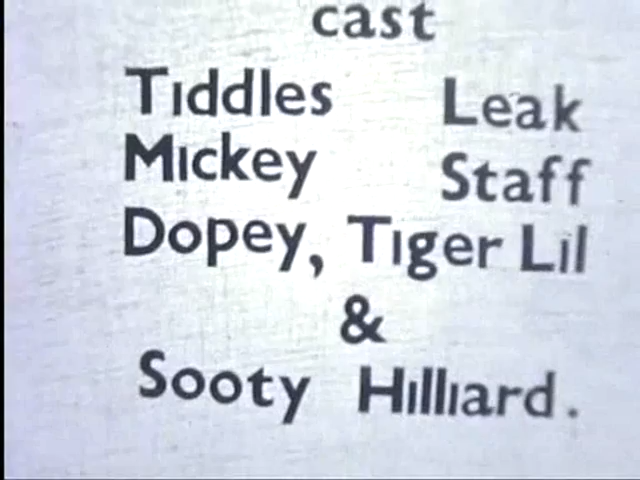 cast
Tiddles Leak
Mickey Staff
Dopey, Tiger Lil
&
Sooty Hilliard.